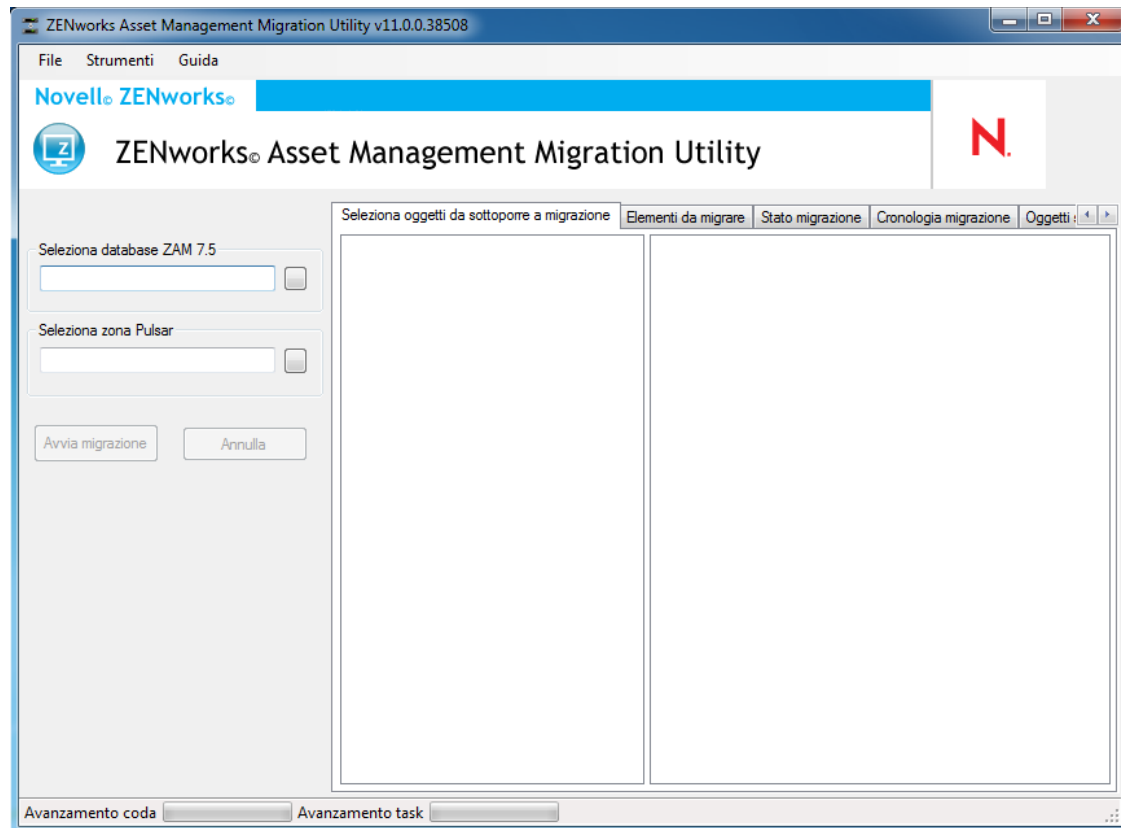 ZENworks Asset Management Migration Utility v11.0.0.38508
File Strumenti Guida
Novell© ZENworks©
ZENworks© Asset Management Migration Utility
N.
Seleziona oggetti da sottoporre a migrazione Elementi da migrare Stato migrazione Cronologia migrazione Oggetti
Seleziona database ZAM 7.5
Seleziona zona Pulsar
Avvia migrazione Annulla
Avanzamento coda Avanzamento task